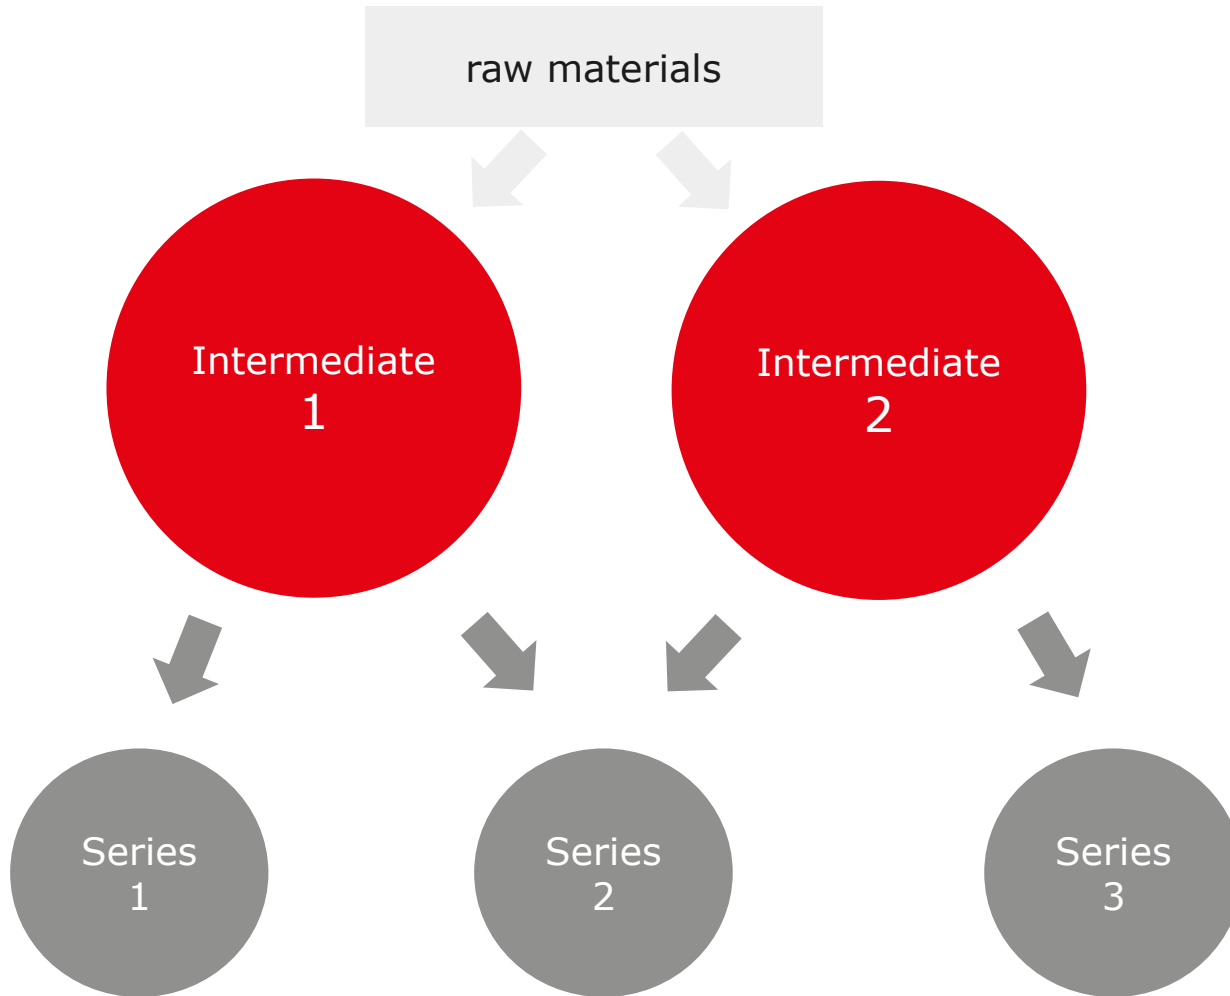 raw materials
Intermediate
1
Intermediate
2
Series
1
Series
2
Series
3